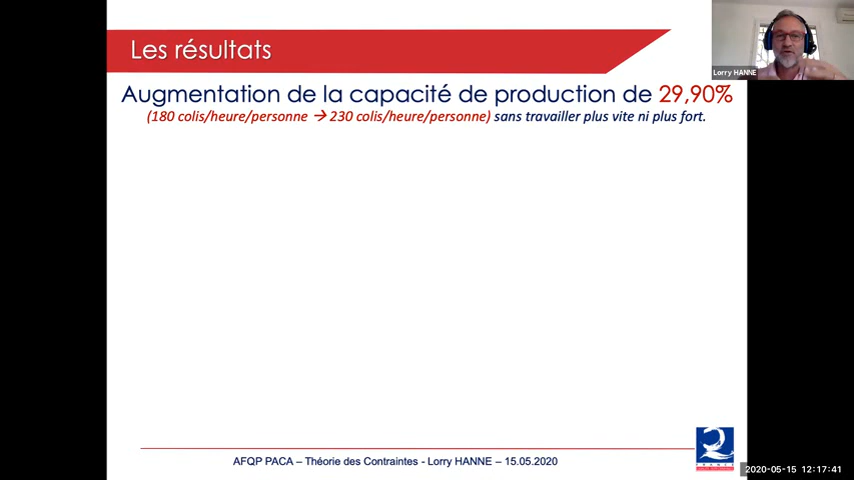 Les résultats
Lorry HANNE
Augmentation de la capacité de production de 29,90%
(180 colis/heure/personne → 230 colis/heure/personne) sans travailler plus vite ni plus fort.
AFQP PACA – Théorie des Contraintes - Lorry HANNE – 15.05.2020
FRANCE
2020-05-15 12:17:41